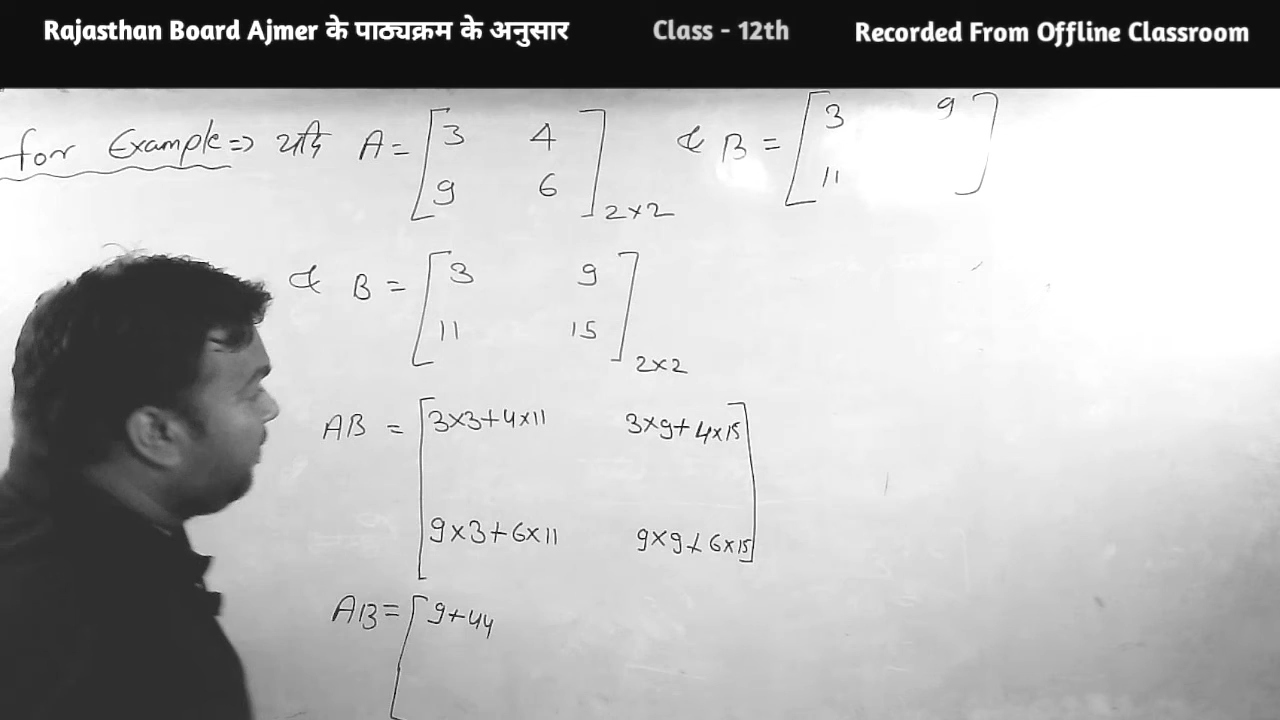 Rajasthan Board Ajmer के पाठ्यक्रम के अनुसार Class - 12th Recorded From Offline Classroom
for Example => यदि A = [3 4 & B = [3 9]
9 6] 2×2 11
& B = [3 9
11 15] 2×2
AB = [3×3+4×11 3×9+4×15
9×3+6×11 9×9+6×15]
AB = [9+44